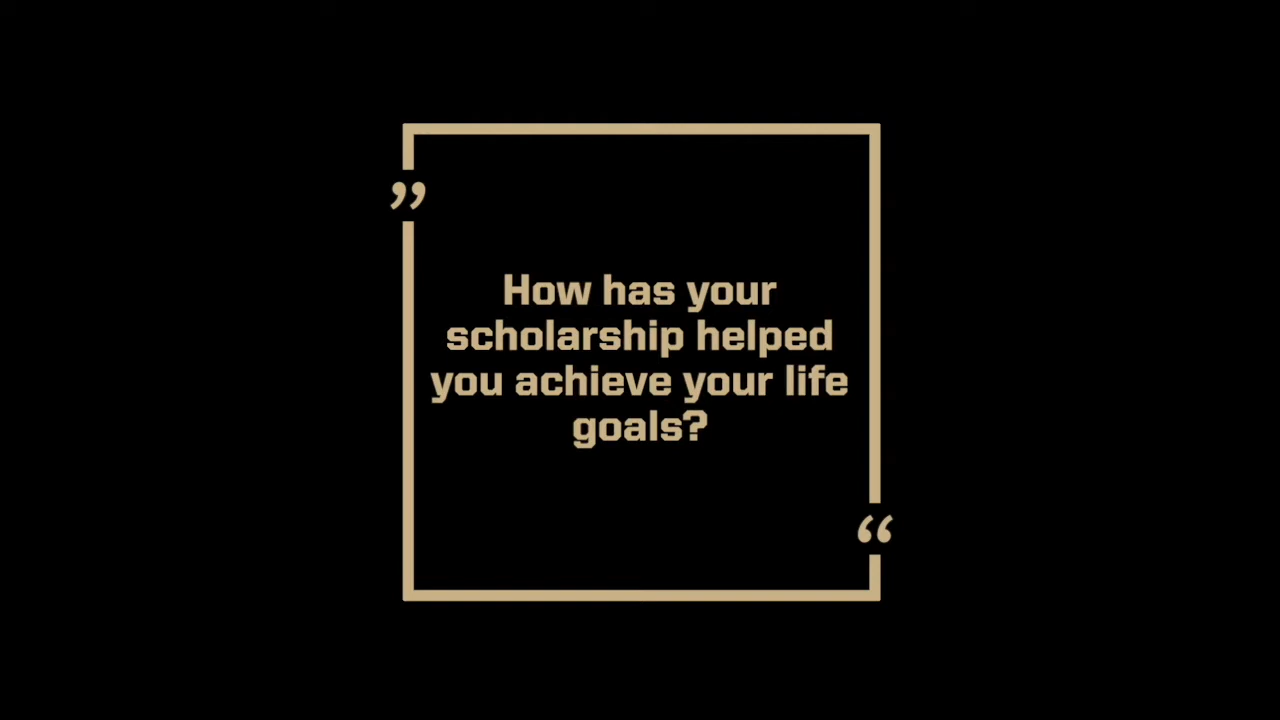 ”
How has your
scholarship helped
you achieve your life
goals?
“